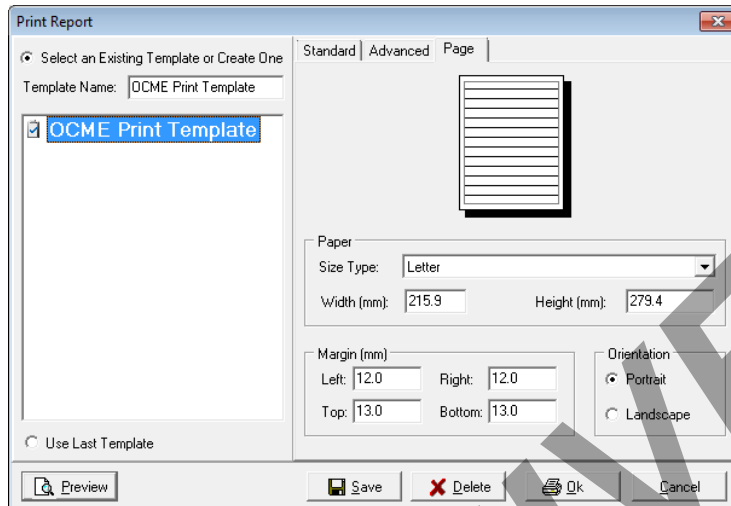 Print Report
Select an Existing Template or Create One
Template Name: OCME Print Template
OCME Print Template
Use Last Template
Standard Advanced Page
Paper
Size Type: Letter
Width (mm): 215.9 Height (mm): 279.4
Margin (mm)
Left: 12.0 Right: 12.0
Top: 13.0 Bottom: 13.0
Orientation
Portrait
Landscape
Preview Save Delete Ok Cancel